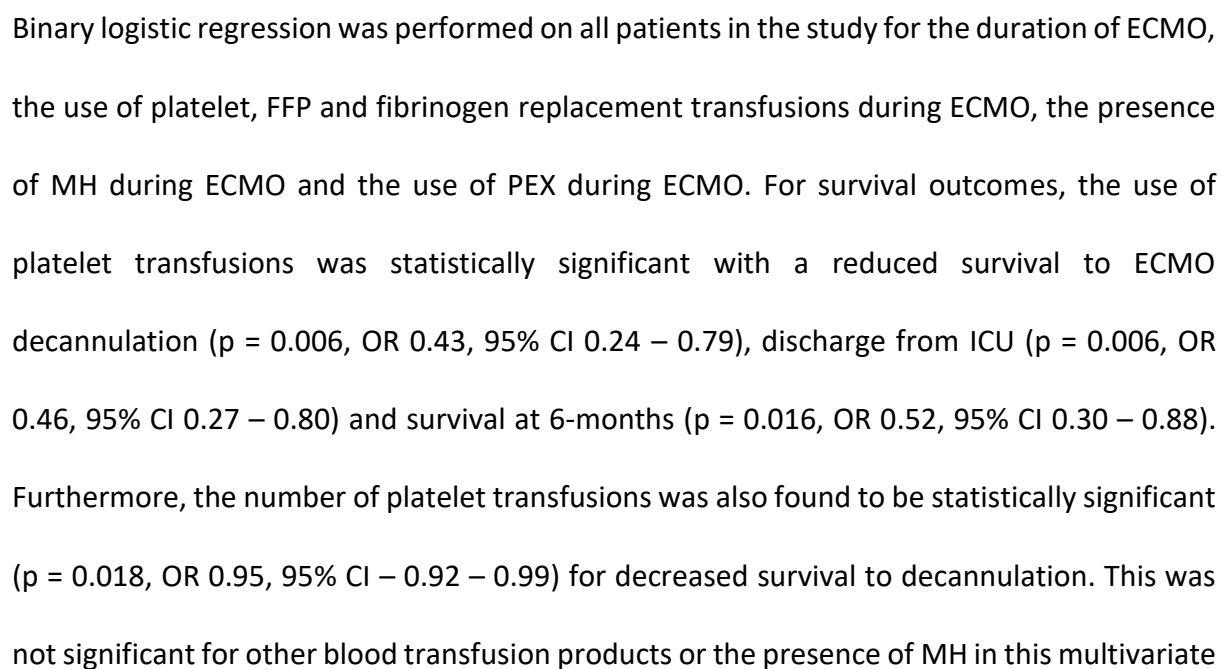 Binary logistic regression was performed on all patients in the study for the duration of ECMO,
the use of platelet, FFP and fibrinogen replacement transfusions during ECMO, the presence
of MH during ECMO and the use of PEX during ECMO. For survival outcomes, the use of
platelet transfusions was statistically significant with a reduced survival to ECMO
decannulation (p = 0.006, OR 0.43, 95% CI 0.24 – 0.79), discharge from ICU (p = 0.006, OR
0.46, 95% CI 0.27 – 0.80) and survival at 6-months (p = 0.016, OR 0.52, 95% CI 0.30 – 0.88).
Furthermore, the number of platelet transfusions was also found to be statistically significant
(p = 0.018, OR 0.95, 95% CI – 0.92 – 0.99) for decreased survival to decannulation. This was
not significant for other blood transfusion products or the presence of MH in this multivariate